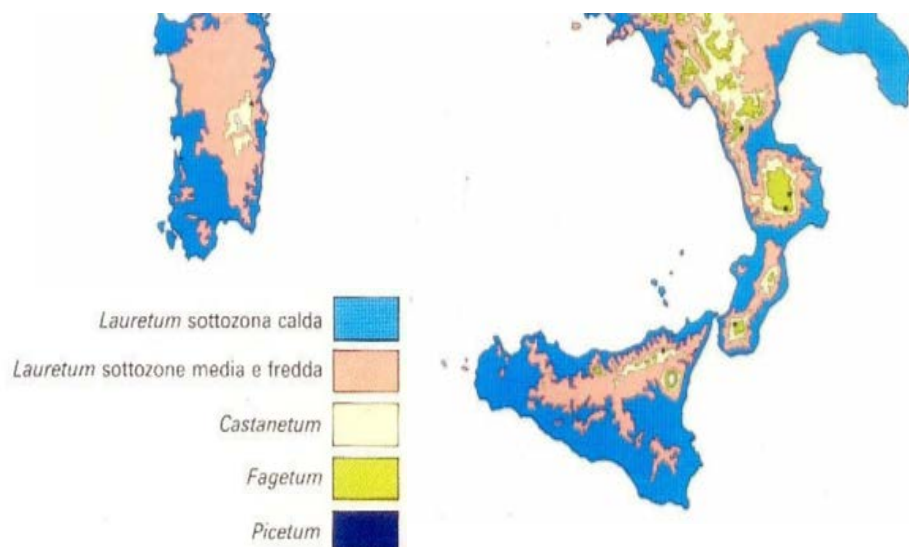 Lauretum sottozona calda
Lauretum sottozone media e fredda
Castanetum
Fagetum
Picetum